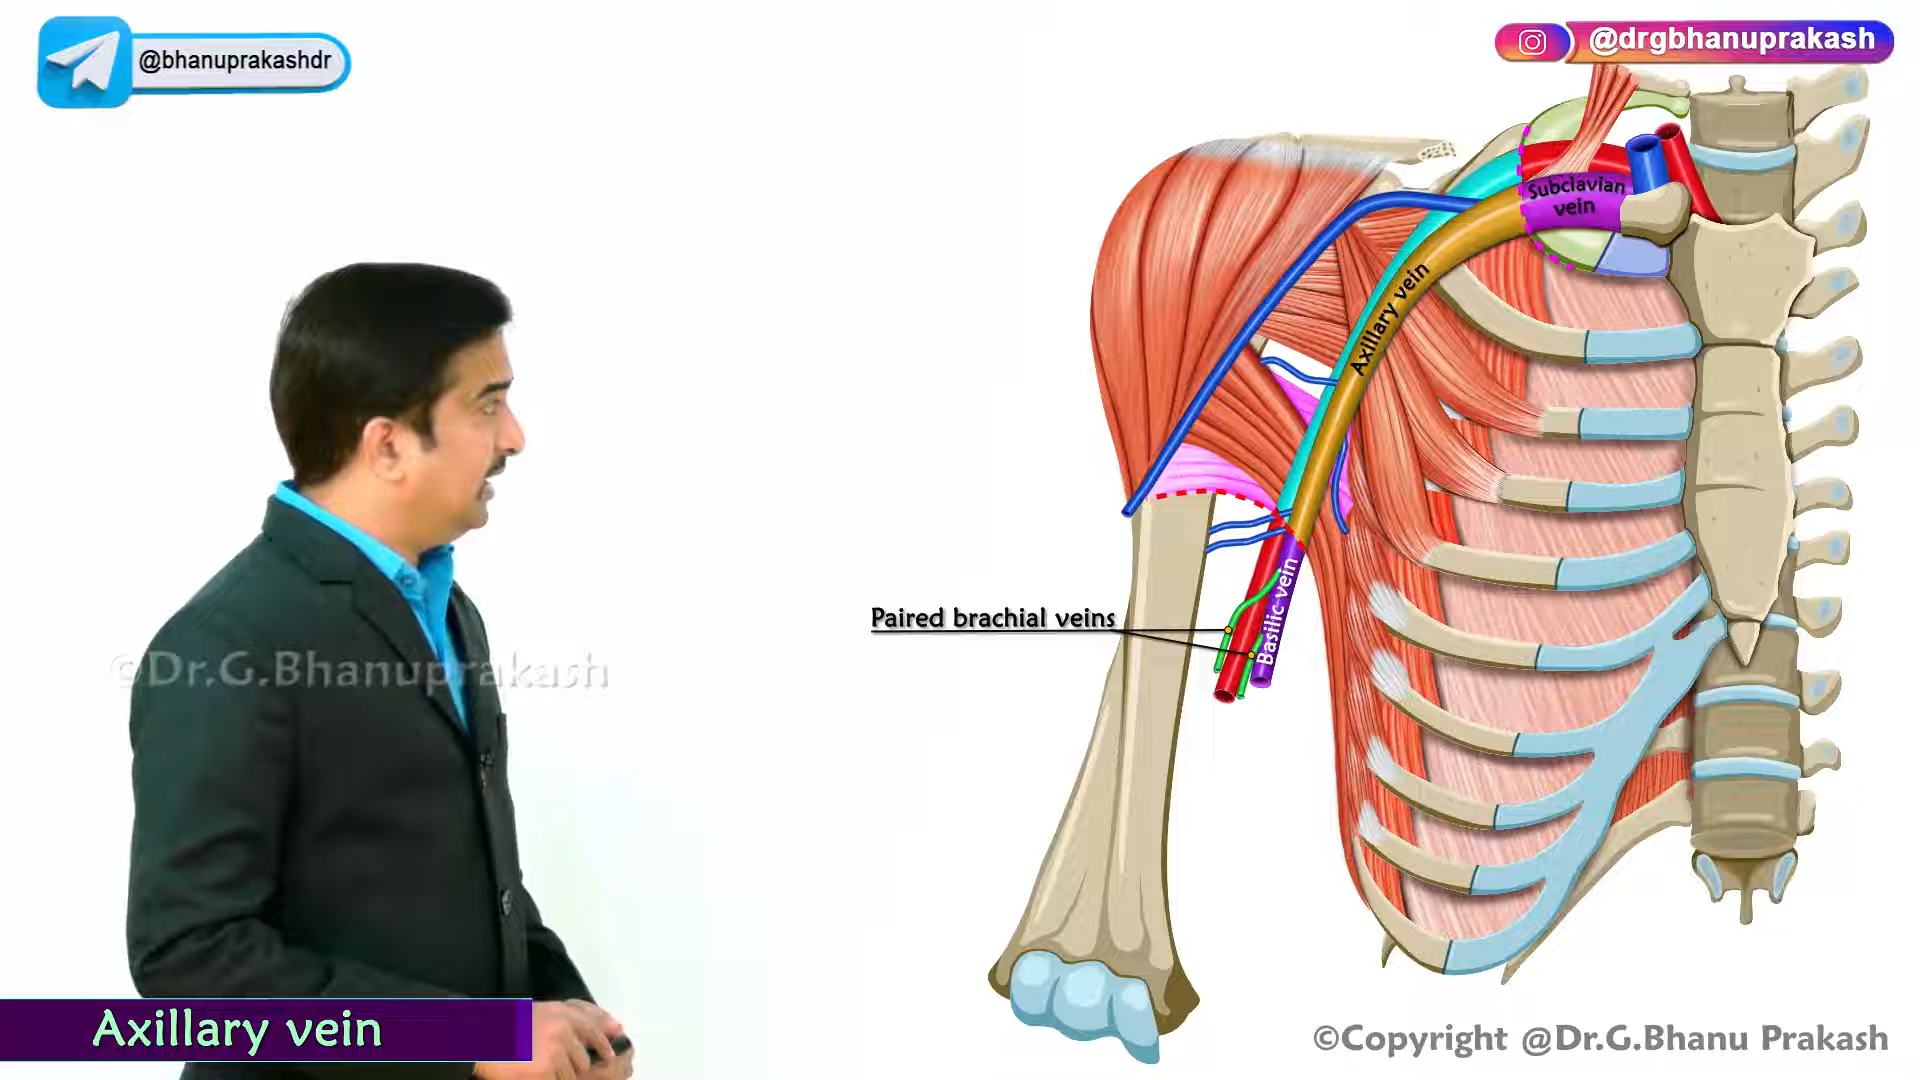 @bhanuprakashdr
@drgbhanuprakash
Subclavian
vein
Axillary vein
Basilic vein
Paired brachial veins
©Dr.G.Bhanuprakash
Axillary vein
©Copyright @Dr.G.Bhanu Prakash